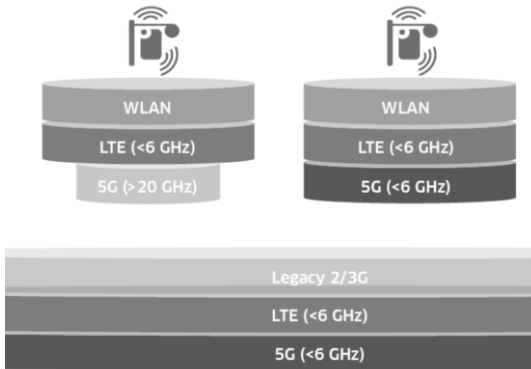 WLAN
LTE (<6 GHz)
5G (>20 GHz)
WLAN
LTE (<6 GHz)
5G (<6 GHz)
Legacy 2/3G
LTE (<6 GHz)
5G (<6 GHz)